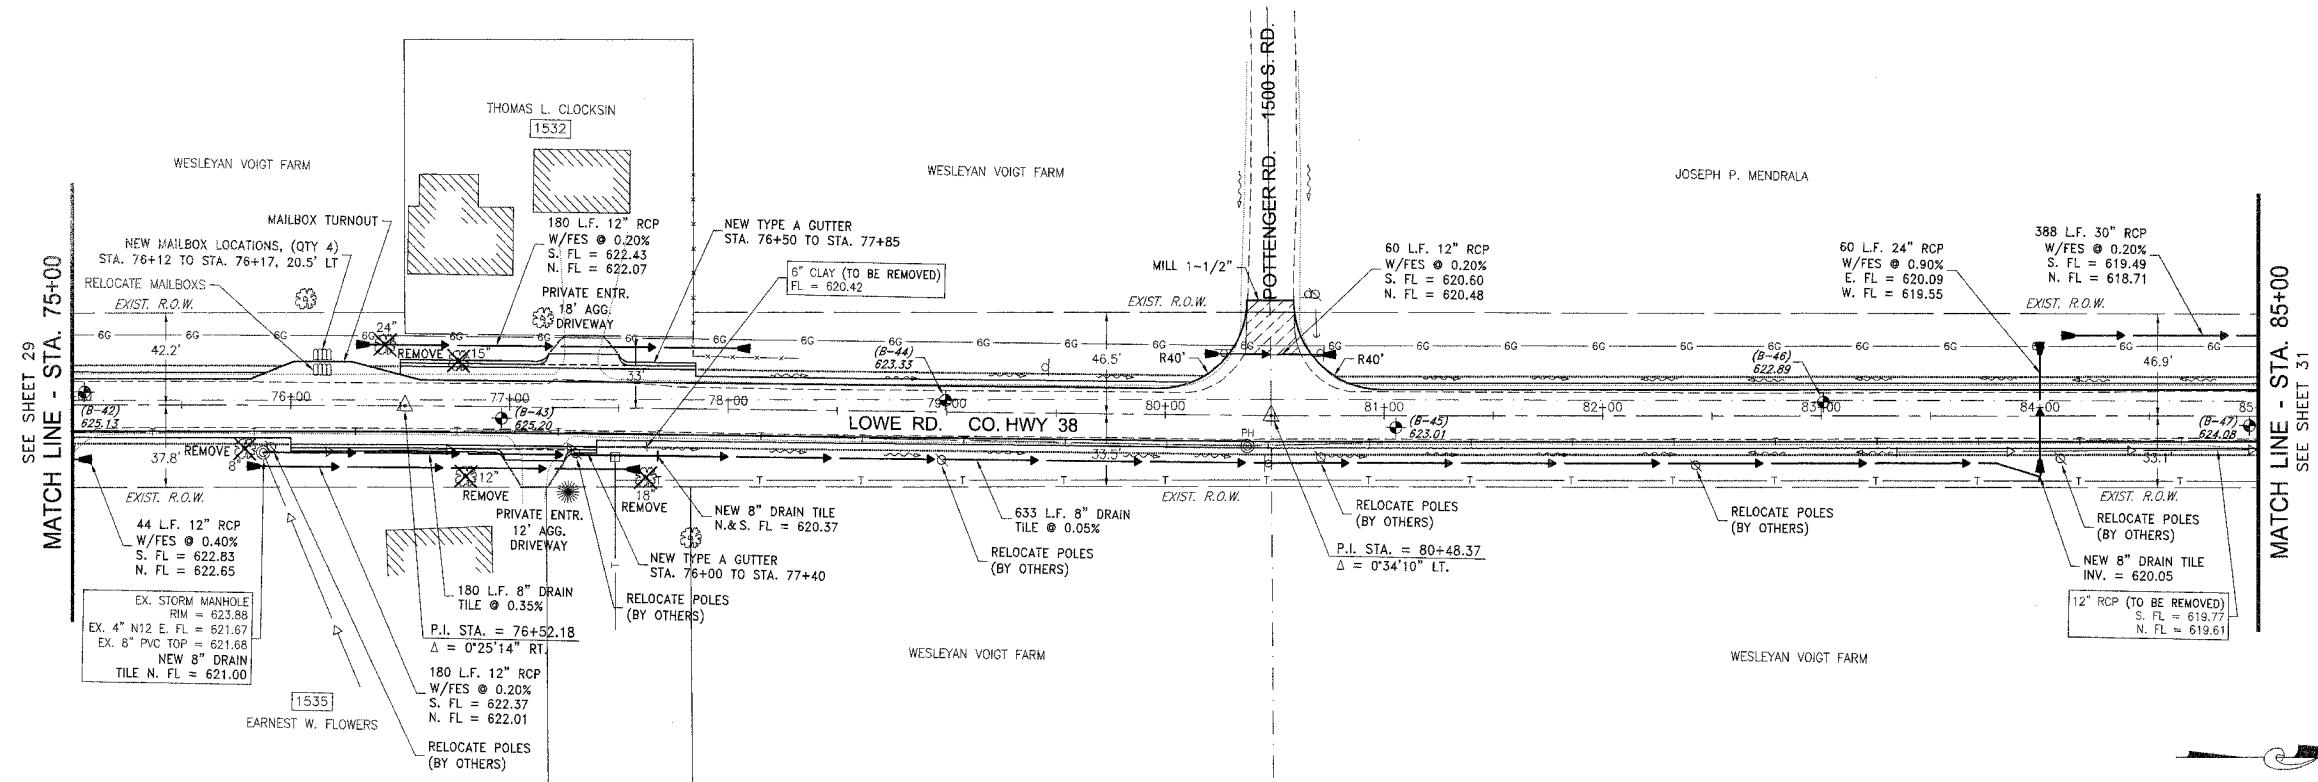 MATCH LINE - STA. 75+00
SEE SHEET 29
WESLEYAN VOIGT FARM
THOMAS L. CLOCKSIN
1532
MAILBOX TURNOUT
NEW MAILBOX LOCATIONS, (QTY 4)
STA. 76+12 TO STA. 76+17, 20.5' LT
RELOCATE MAILBOXS
EXIST. R.O.W.
180 L.F. 12" RCP
W/FES @ 0.20%
S. FL = 622.43
N. FL = 622.07
PRIVATE ENTR.
18' AGG.
DRIVEWAY
NEW TYPE A GUTTER
STA. 76+50 TO STA. 77+85
6" CLAY (TO BE REMOVED)
FL = 620.42
WESLEYAN VOIGT FARM
POTTENGER RD. 1500 S. RD.
MILL 1-1/2"
EXIST. R.O.W.
60 L.F. 12" RCP
W/FES @ 0.20%
S. FL = 620.60
N. FL = 620.48
R40'
R40'
JOSEPH P. MENDRALA
60 L.F. 24" RCP
W/FES @ 0.90%
E. FL = 620.09
W. FL = 619.55
388 L.F. 30" RCP
W/FES @ 0.20%
S. FL = 619.49
N. FL = 618.71
EXIST. R.O.W.
MATCH LINE - STA. 85+00
SEE SHEET 31
6G 6G 6G 6G 6G 6G 6G 6G 6G 6G 6G 6G 6G 6G
24"
REMOVE
15"
42.2'
33'
46.5'
46.9'
(B-42)
625.13
(B-43)
625.20
(B-44)
623.33
(B-45)
623.01
(B-46)
622.89
(B-47)
624.08
76+00 77+00 78+00 79+00 80+00 81+00 82+00 83+00 84+00 85
LOWE RD. CO. HWY 38
PH
37.8'
33.5'
33.1'
REMOVE
8"
12"
REMOVE
18"
REMOVE
T T T T T T T T T T T T
EXIST. R.O.W.
EXIST. R.O.W.
EXIST. R.O.W.
44 L.F. 12" RCP
W/FES @ 0.40%
S. FL = 622.83
N. FL = 622.65
EX. STORM MANHOLE
RIM = 623.88
EX. 4" N12 E. FL = 621.67
EX. 8" PVC TOP = 621.68
NEW 8" DRAIN
TILE N. FL = 621.00
1535
EARNEST W. FLOWERS
PRIVATE ENTR.
12' AGG.
DRIVEWAY
180 L.F. 8" DRAIN
TILE @ 0.35%
P.I. STA. = 76+52.18
Δ = 0°25'14" RT.
180 L.F. 12" RCP
W/FES @ 0.20%
S. FL = 622.37
N. FL = 622.01
RELOCATE POLES
(BY OTHERS)
NEW 8" DRAIN TILE
N.&S. FL = 620.37
NEW TYPE A GUTTER
STA. 76+00 TO STA. 77+40
RELOCATE POLES
(BY OTHERS)
633 L.F. 8" DRAIN
TILE @ 0.05%
RELOCATE POLES
(BY OTHERS)
WESLEYAN VOIGT FARM
RELOCATE POLES
(BY OTHERS)
P.I. STA. = 80+48.37
Δ = 0°34'10" LT.
RELOCATE POLES
(BY OTHERS)
WESLEYAN VOIGT FARM
RELOCATE POLES
(BY OTHERS)
NEW 8" DRAIN TILE
INV. = 620.05
12" RCP (TO BE REMOVED)
S. FL = 619.77
N. FL = 619.61